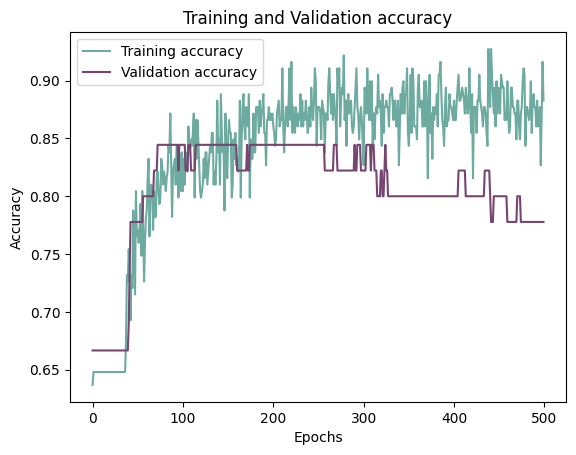 Training and Validation accuracy
Training accuracy
Validation accuracy
0.90
0.85
0.80
0.75
0.70
0.65
Accuracy
0 100 200 300 400 500
Epochs